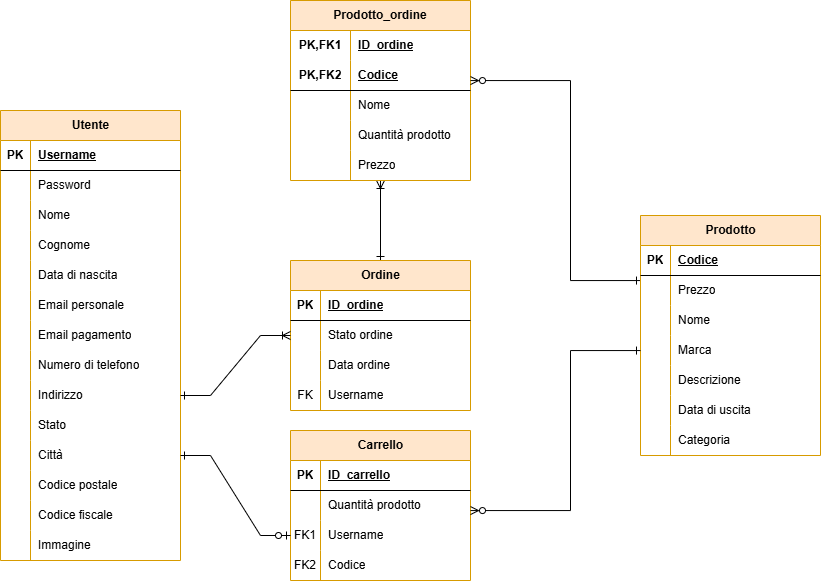 Prodotto_ordine
PK,FK1 ID_ordine
PK,FK2 Codice
Nome
Quantità prodotto
Prezzo
Utente
PK Username
Password
Nome
Cognome
Data di nascita
Email personale
Email pagamento
Numero di telefono
Indirizzo
Stato
Città
Codice postale
Codice fiscale
Immagine
Ordine
PK ID_ordine
Stato ordine
Data ordine
FK Username
Carrello
PK ID_carrello
Quantità prodotto
FK1 Username
FK2 Codice
Prodotto
PK Codice
Prezzo
Nome
Marca
Descrizione
Data di uscita
Categoria